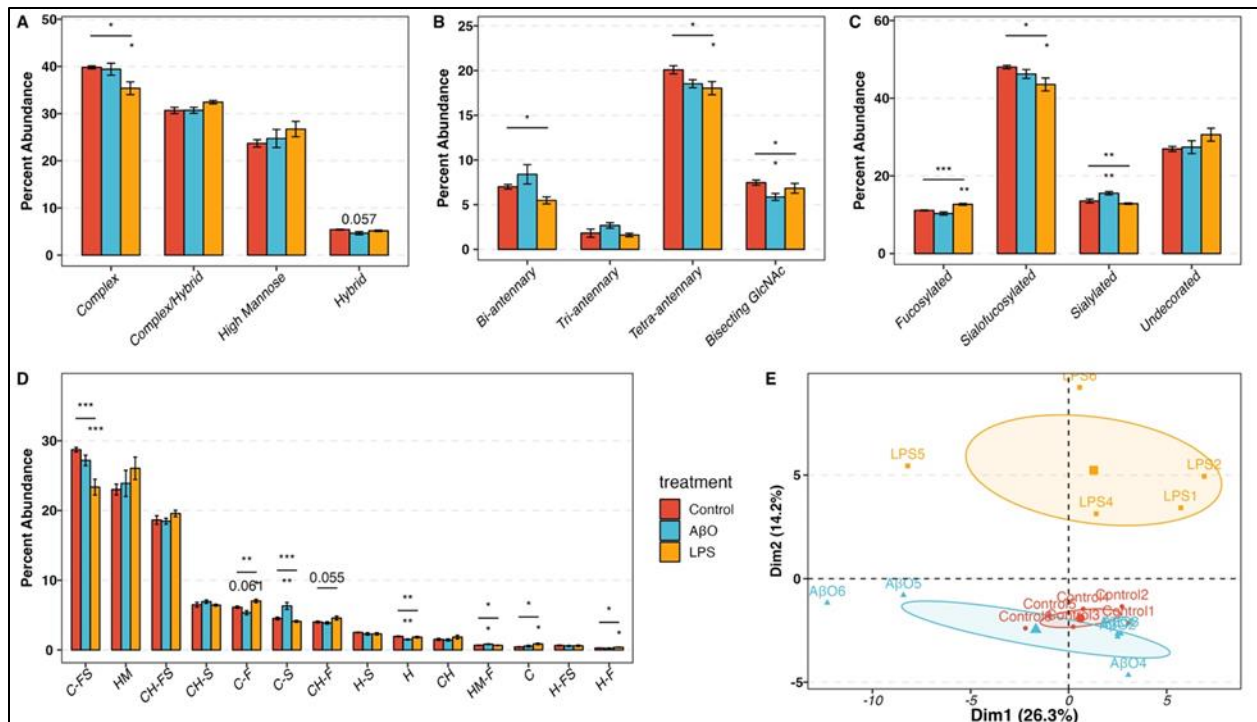 A
Percent Abundance
50
40
30
20
10
0
*
*
0.057
Complex
Complex/Hybrid
High Mannose
Hybrid
B
Percent Abundance
25
20
15
10
5
0
*
*
*
*
*
Bi-antennary
Tri-antennary
Tetra-antennary
Bisecting GlcNAc
C
Percent Abundance
60
40
20
0
***
**
*
*
**
**
Fucosylated
Sialofucosylated
Sialylated
Undecorated
D
Percent Abundance
30
20
10
0
***
***
**
0.061
***
**
0.055
**
**
*
*
*
*
*
*
C-FS
HM
CH-FS
CH-S
C-F
C-S
CH-F
H-S
H
CH
HM-F
C
H-FS
H-F
treatment
Control
AβO
LPS
E
Dim2 (14.2%)
5
0
-5
LPS6
LPS5
LPS2
LPS4
LPS1
AβO5
AβO6
Control2
Control1
AβO4
-10
-5
0
5
Dim1 (26.3%)